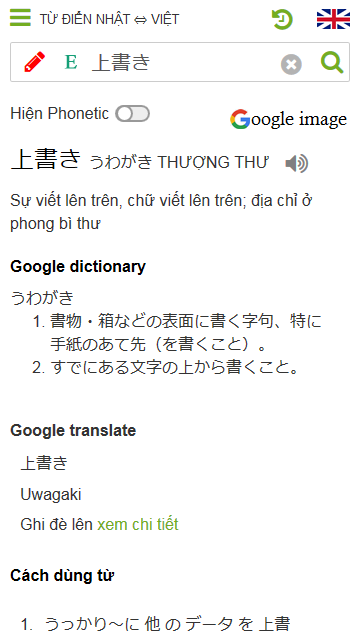 TỪ ĐIỂN NHẬT ⇔ VIỆT
E 上書き
Hiện Phonetic Google image
上書き うわがき THƯỢNG THƯ
Sự viết lên trên, chữ viết lên trên; địa chỉ ở
phong bì thư
Google dictionary
うわがき
1. 書物・箱などの表面に書く字句、特に
手紙のあて先（を書くこと）。
2. すでにある文字の上から書くこと。
Google translate
上書き
Uwagaki
Ghi đè lên xem chi tiết
Cách dùng từ
1. うっかり～に 他 の データ を 上書